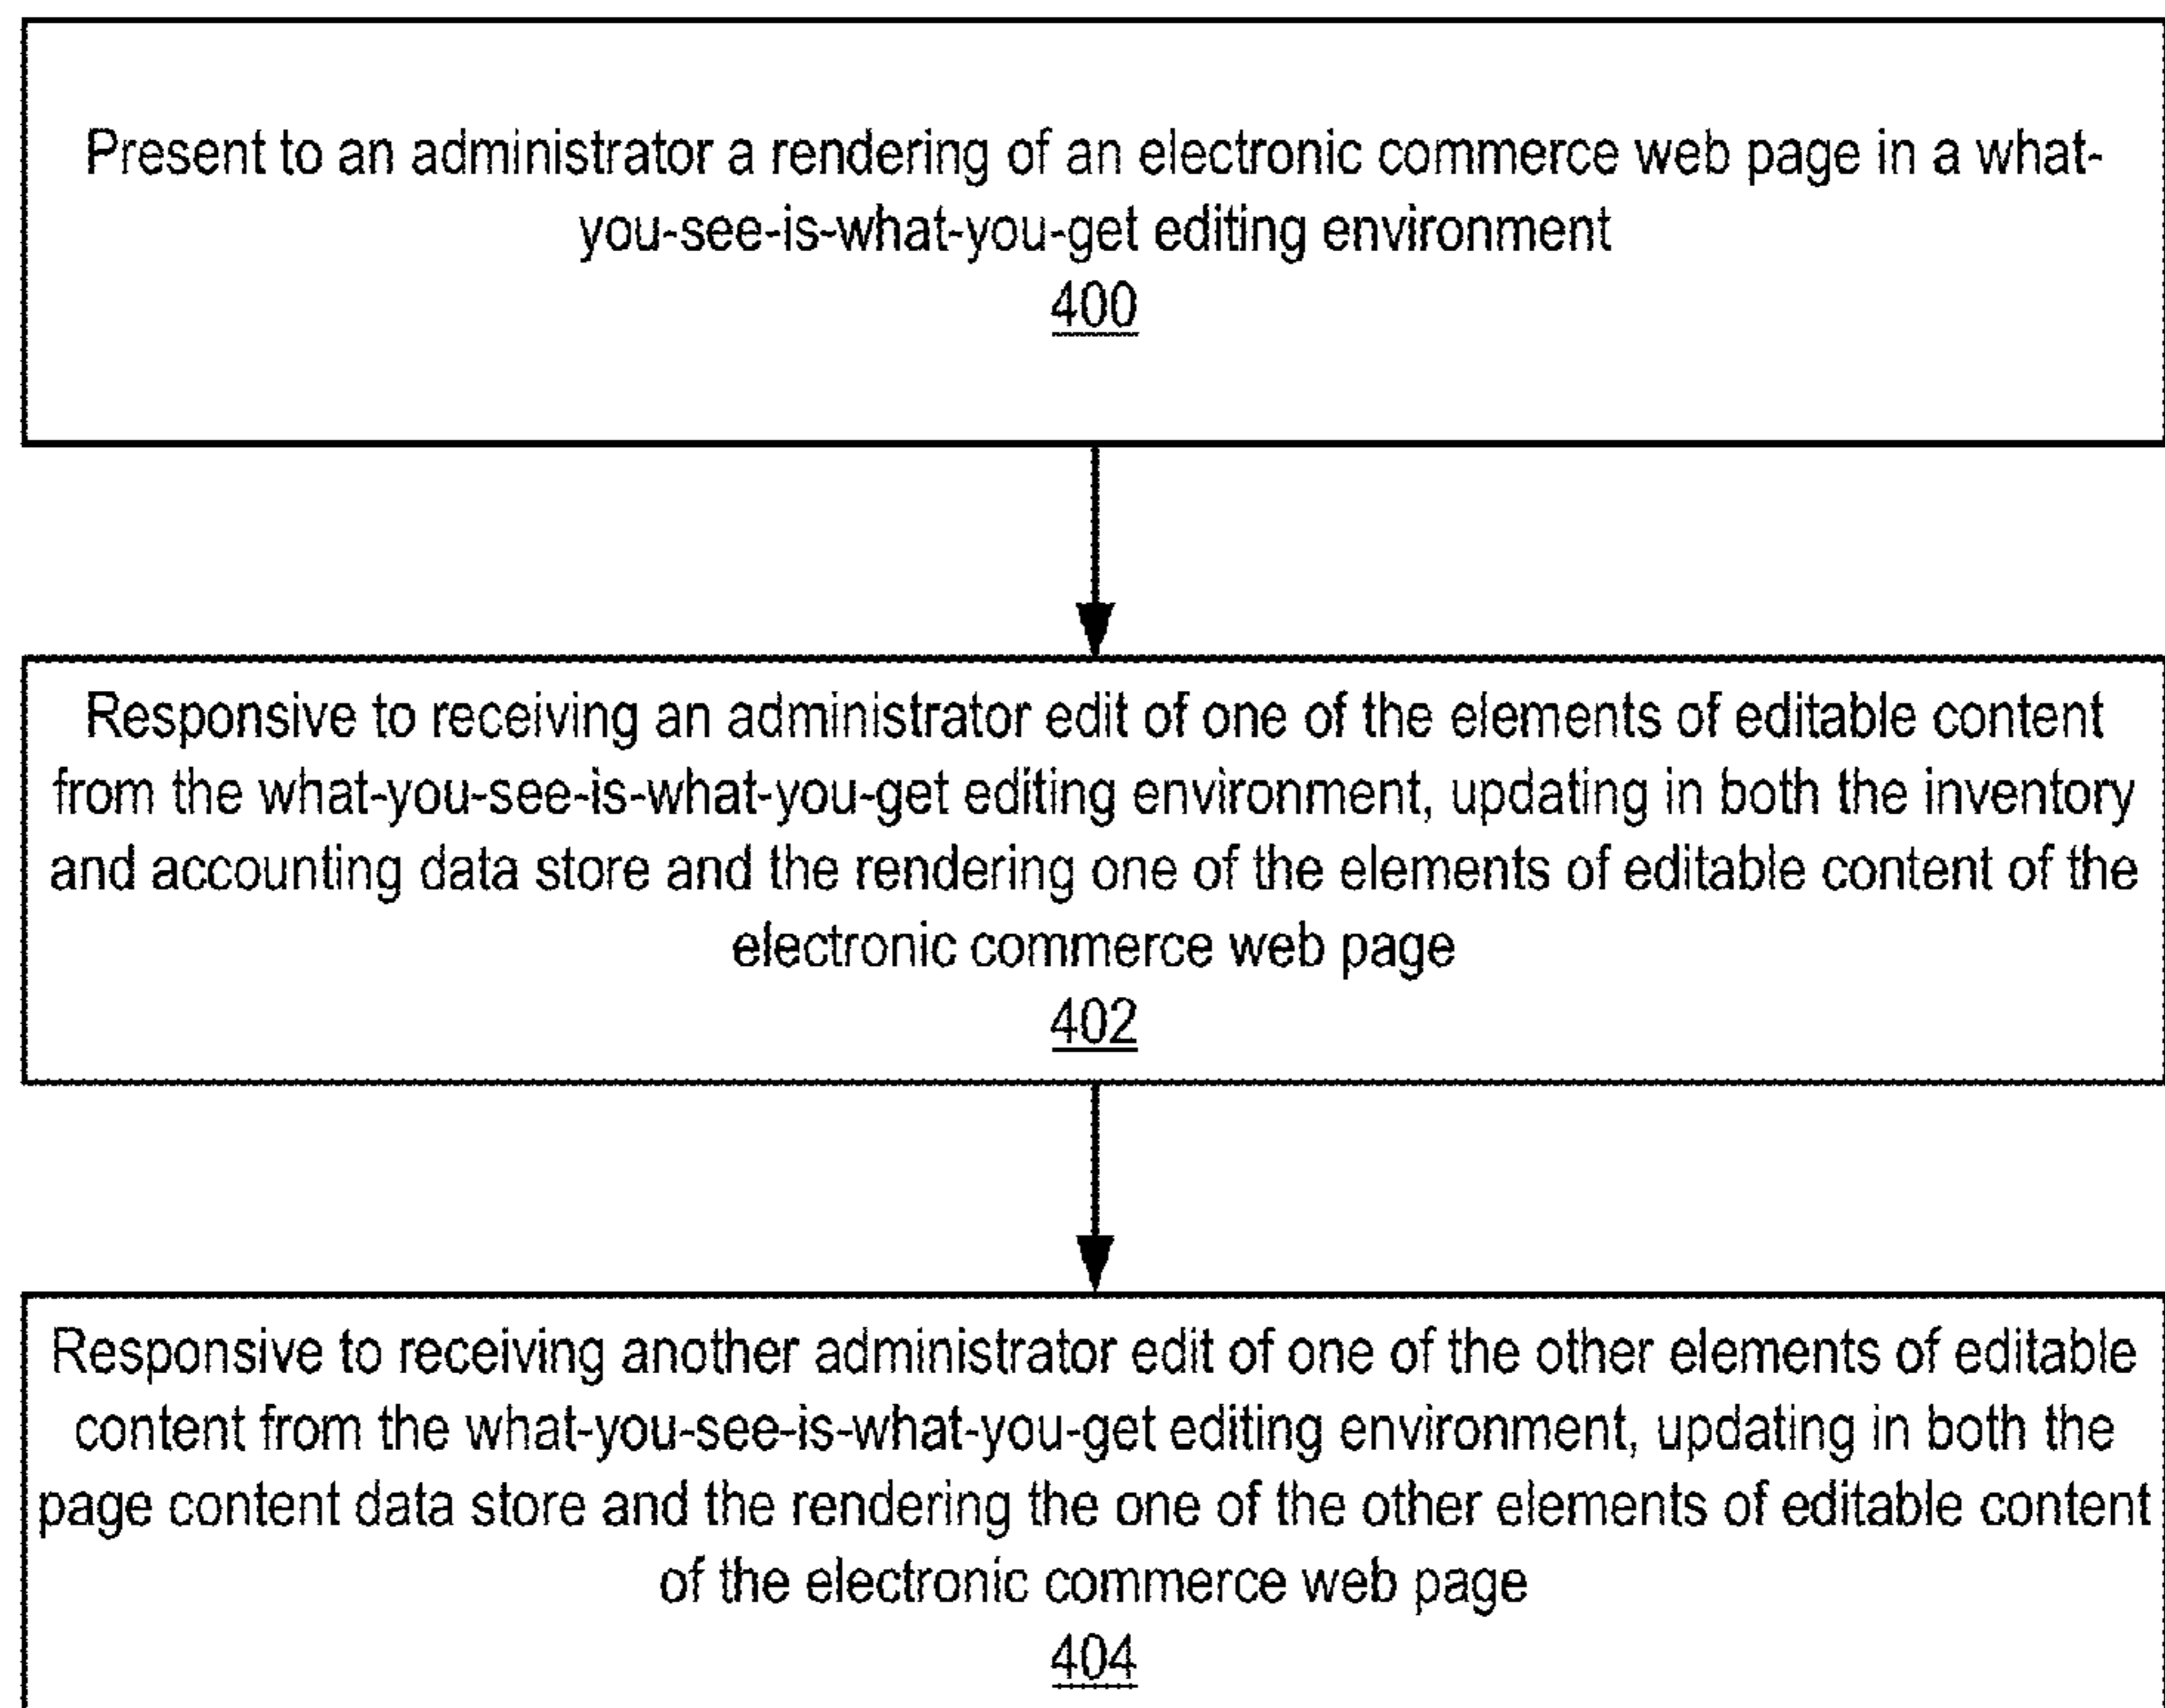 Present to an administrator a rendering of an electronic commerce web page in a what-
you-see-is-what-you-get editing environment
400
Responsive to receiving an administrator edit of one of the elements of editable content
from the what-you-see-is-what-you-get editing environment, updating in both the inventory
and accounting data store and the rendering one of the elements of editable content of the
electronic commerce web page
402
Responsive to receiving another administrator edit of one of the other elements of editable
content from the what-you-see-is-what-you-get editing environment, updating in both the
page content data store and the rendering the one of the other elements of editable content
of the electronic commerce web page
404